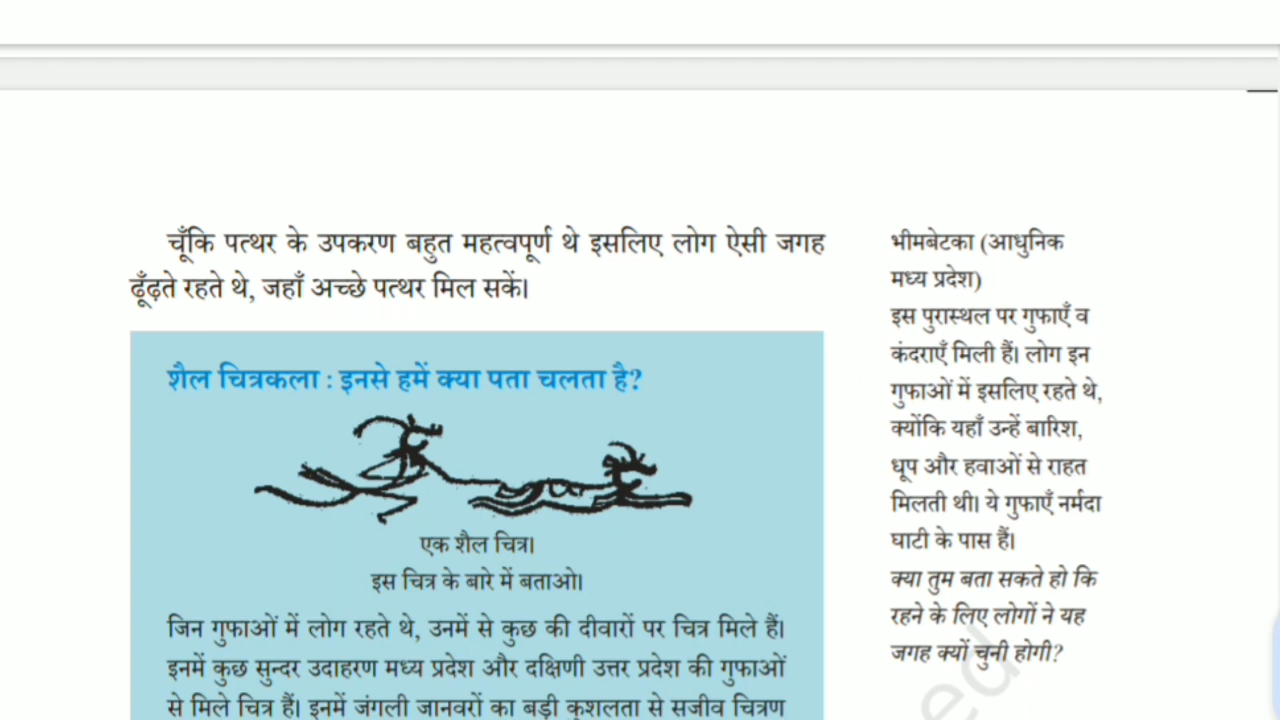 चूँकि पत्थर के उपकरण बहुत महत्वपूर्ण थे इसलिए लोग ऐसी जगह
ढूँढ़ते रहते थे, जहाँ अच्छे पत्थर मिल सकें।
शैल चित्रकला : इनसे हमें क्या पता चलता है?
एक शैल चित्र।
इस चित्र के बारे में बताओ।
जिन गुफाओं में लोग रहते थे, उनमें से कुछ की दीवारों पर चित्र मिले हैं।
इनमें कुछ सुन्दर उदाहरण मध्य प्रदेश और दक्षिणी उत्तर प्रदेश की गुफाओं
से मिले चित्र हैं। इनमें जंगली जानवरों का बड़ी कुशलता से सजीव चित्रण
भीमबेटका (आधुनिक
मध्य प्रदेश)
इस पुरास्थल पर गुफाएँ व
कंदराएँ मिली हैं। लोग इन
गुफाओं में इसलिए रहते थे,
क्योंकि यहाँ उन्हें बारिश,
धूप और हवाओं से राहत
मिलती थी। ये गुफाएँ नर्मदा
घाटी के पास हैं।
क्या तुम बता सकते हो कि
रहने के लिए लोगों ने यह
जगह क्यों चुनी होगी?